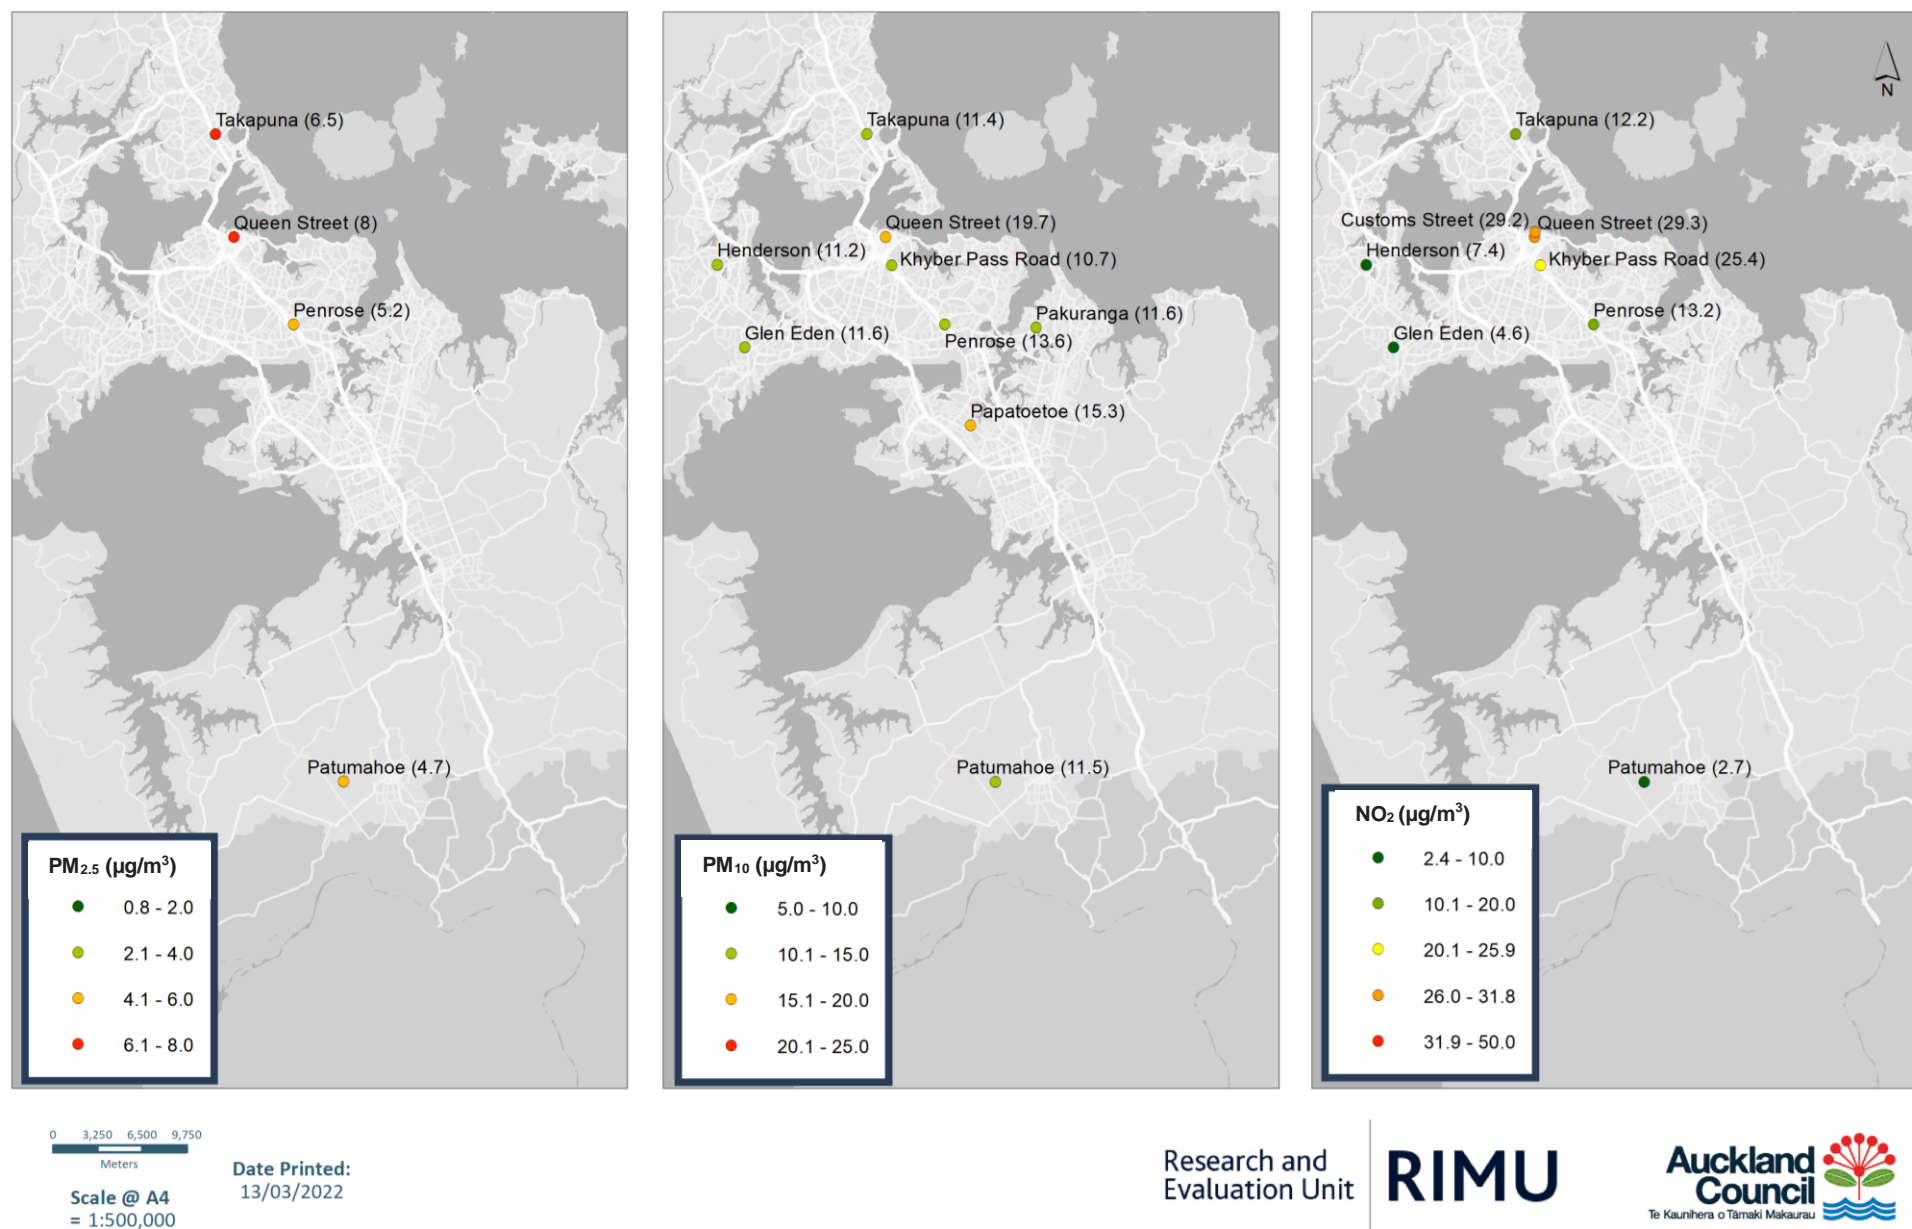 Takapuna (6.5)
Queen Street (8)
Penrose (5.2)
Patumahoe (4.7)
PM2.5 (µg/m³)
0.8 - 2.0
2.1 - 4.0
4.1 - 6.0
6.1 - 8.0
Takapuna (11.4)
Queen Street (19.7)
Henderson (11.2)
Khyber Pass Road (10.7)
Pakuranga (11.6)
Glen Eden (11.6)
Penrose (13.6)
Papatoetoe (15.3)
Patumahoe (11.5)
PM10 (µg/m³)
5.0 - 10.0
10.1 - 15.0
15.1 - 20.0
20.1 - 25.0
N
Takapuna (12.2)
Customs Street (29.2)
Queen Street (29.3)
Henderson (7.4)
Khyber Pass Road (25.4)
Penrose (13.2)
Glen Eden (4.6)
Patumahoe (2.7)
NO2 (µg/m³)
2.4 - 10.0
10.1 - 20.0
20.1 - 25.9
26.0 - 31.8
31.9 - 50.0
0 3,250 6,500 9,750
Meters
Scale @ A4
= 1:500,000
Date Printed:
13/03/2022
Research and
Evaluation Unit
RIMU
Auckland
Council
Te Kaunihera o Tāmaki Makaurau